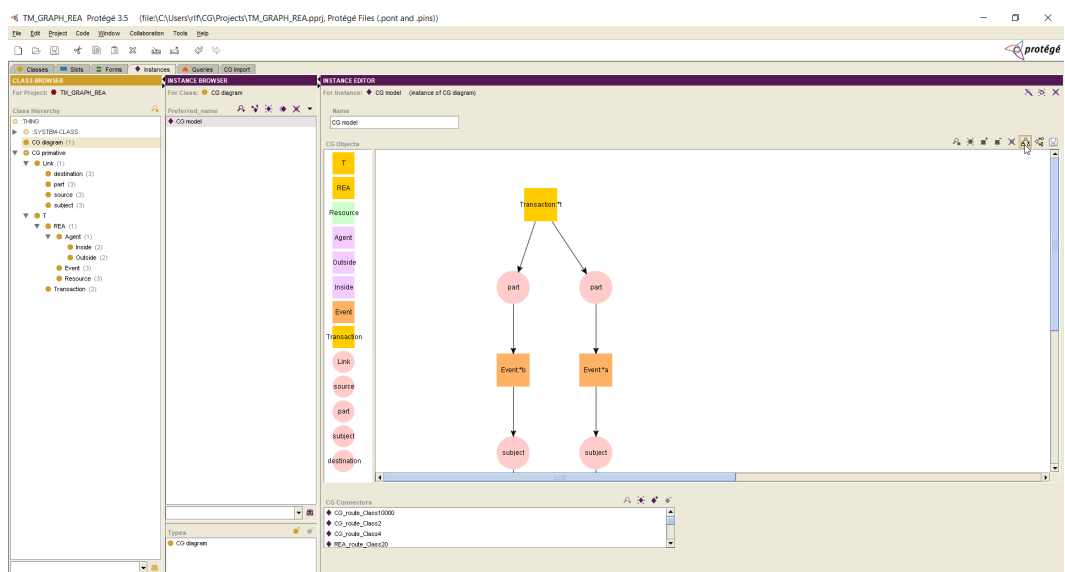 TM_GRAPH_REA Protégé 3.5 (file:\C:\Users\rlf\CG\Projects\TM_GRAPH_REA.pprj, Protégé Files (.pont and .pins))
File Edit Project Code Window Collaboration Tools Help
protégé
Classes Slots Forms Instances Queries CG Import
CLASS BROWSER
For Project: TM_GRAPH_REA
Class Hierarchy
:THING
:SYSTEM-CLASS
CG diagram (1)
CG primative
Link (1)
destination (3)
part (3)
source (3)
subject (3)
T
REA (1)
Agent (1)
Inside (2)
Outside (2)
Event (3)
Resource (3)
Transaction (2)
INSTANCE BROWSER
For Class: CG diagram
Preferred_name
CG model
Types
CG diagram
INSTANCE EDITOR
For Instance: CG model (instance of CG diagram)
Name
CG model
CG Objects
T
REA
Resource
Agent
Outside
Inside
Event
Transaction
Link
source
part
subject
destination
Transaction:*t
part part
Event:*b Event:*a
subject subject
CG Connectors
CG_route_Class10000
CG_route_Class2
CG_route_Class4
REA_route_Class20